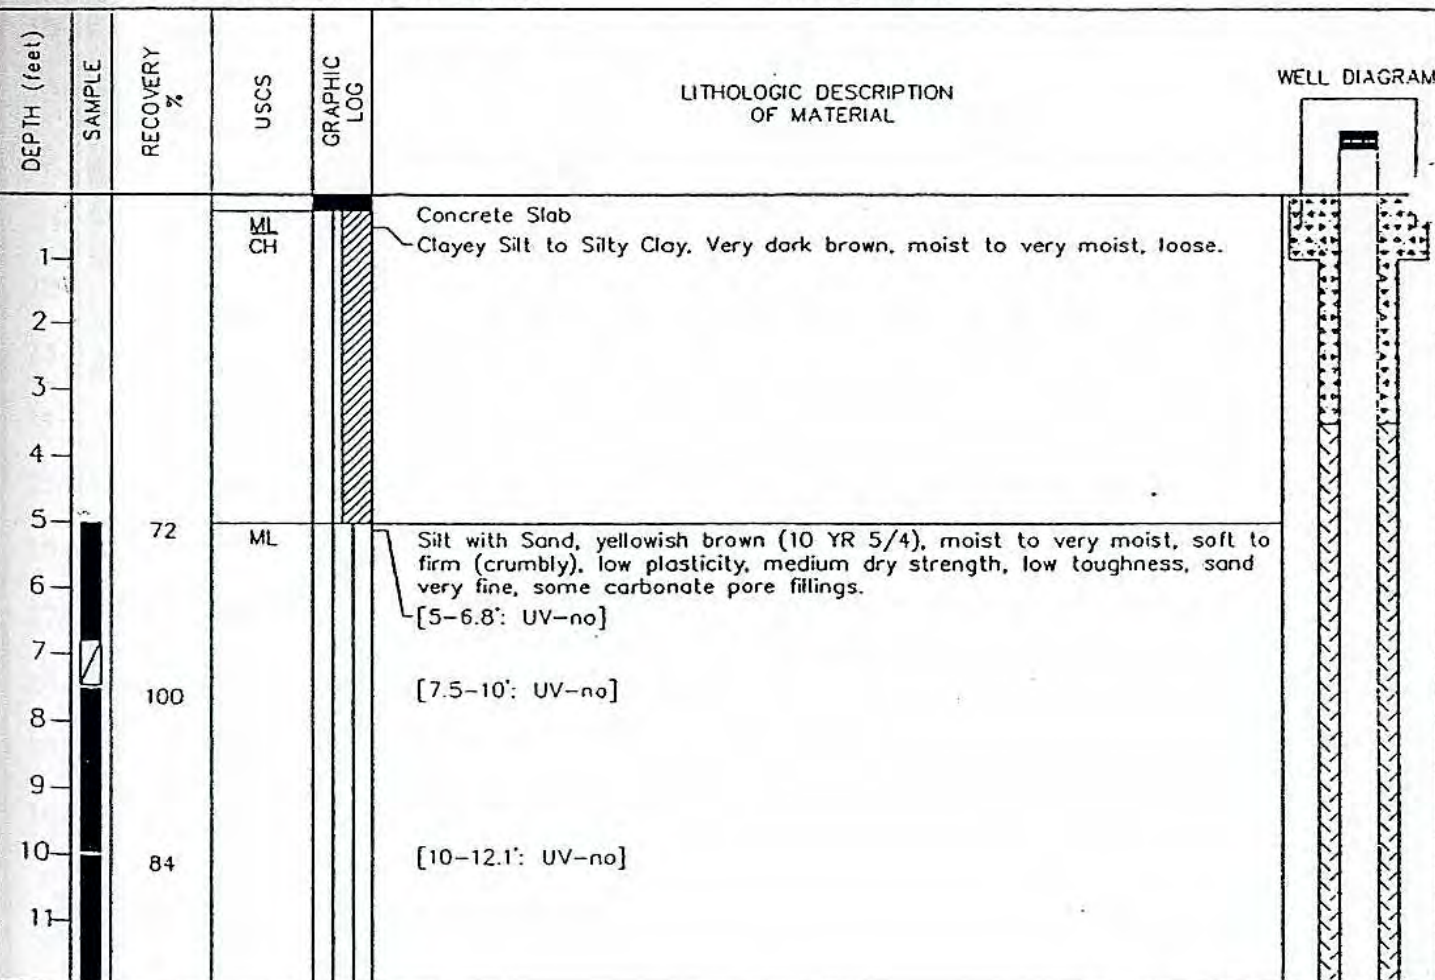 DEPTH (feet)
SAMPLE
RECOVERY
%
USCS
GRAPHIC
LOG
LITHOLOGIC DESCRIPTION
OF MATERIAL
WELL DIAGRAM
Concrete Slab
ML
CH
Clayey Silt to Silty Clay, Very dark brown, moist to very moist, loose.
1
2
3
4
5
72
ML
Silt with Sand, yellowish brown (10 YR 5/4), moist to very moist, soft to
firm (crumbly), low plasticity, medium dry strength, low toughness, sand
very fine, some carbonate pore fillings.
6
[5-6.8': UV-no]
7
100
[7.5-10': UV-no]
8
9
10
84
[10-12.1': UV-no]
11